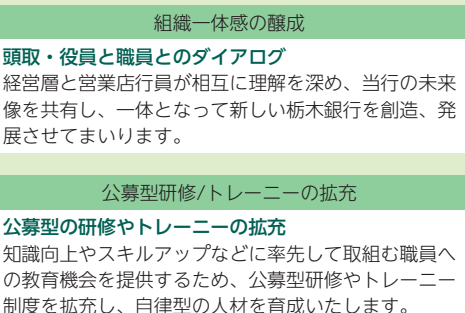 組織一体感の醸成
頭取・役員と職員とのダイアログ
経営層と営業店行員が相互に理解を深め、当行の未来
像を共有し、一体となって新しい栃木銀行を創造、発
展させてまいります。
公募型研修/トレーニーの拡充
公募型の研修やトレーニーの拡充
知識向上やスキルアップなどに率先して取組む職員へ
の教育機会を提供するため、公募型研修やトレーニー
制度を拡充し、自律型の人材を育成いたします。